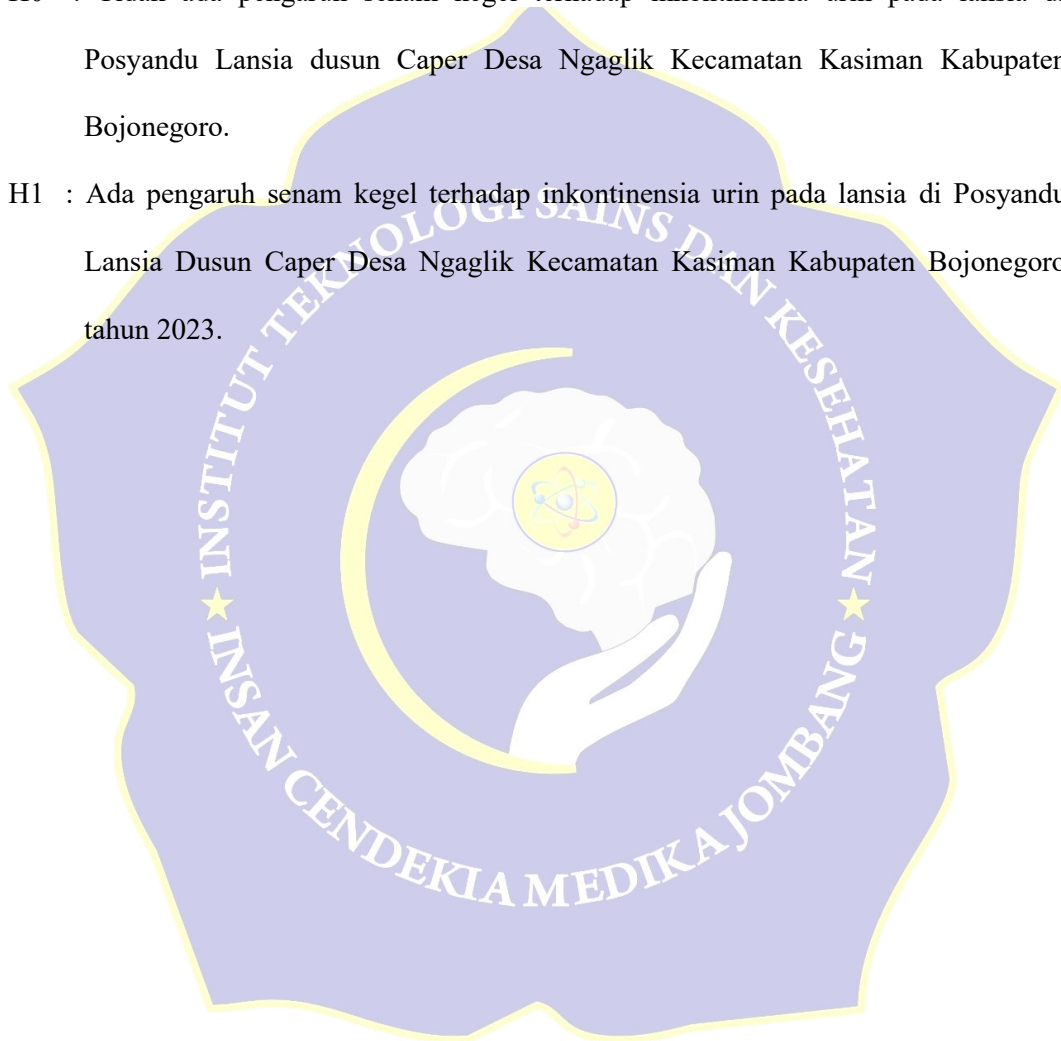 Posyandu Lansia dusun Caper Desa Ngaglik Kecamatan Kasiman Kabupaten
Bojonegoro.
H1 : Ada pengaruh senam kegel terhadap inkontinensia urin pada lansia di Posyandu
Lansia Dusun Caper Desa Ngaglik Kecamatan Kasiman Kabupaten Bojonegoro
tahun 2023.
INSTITUT TEKNOLOGI SAINS DAN KESEHATAN
INSAN CENDEKIA MEDIKA JOMBANG